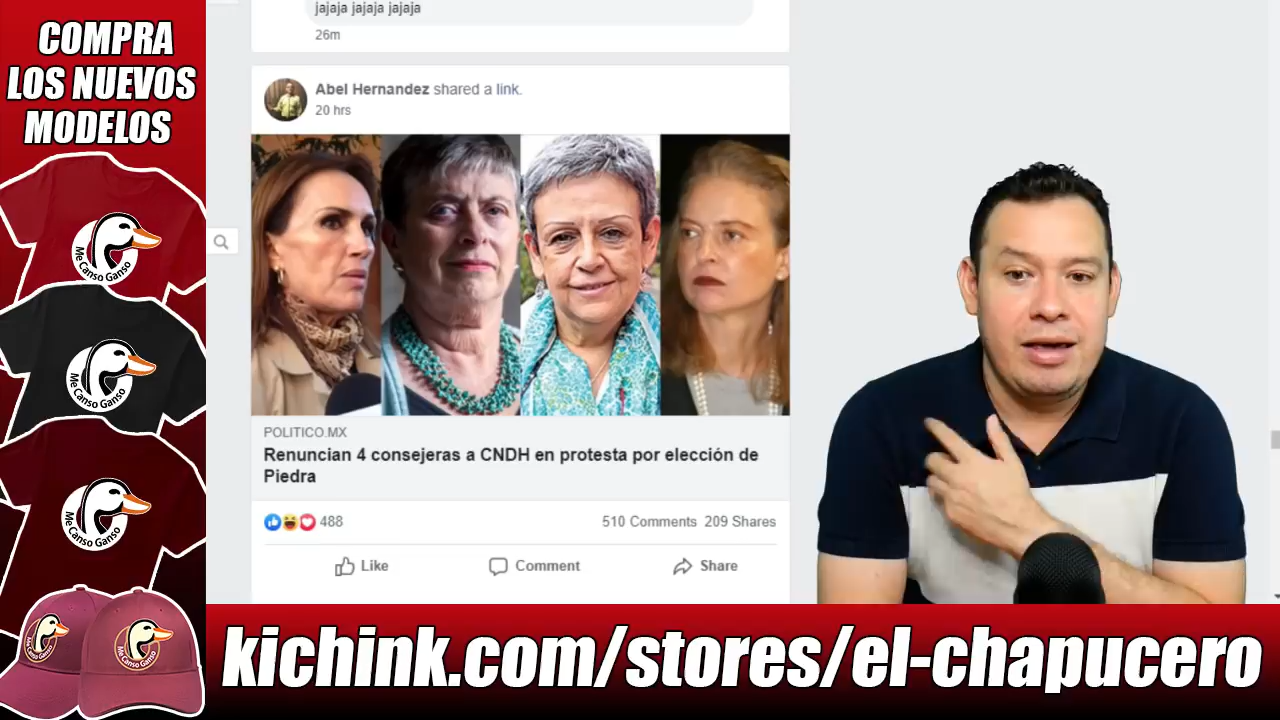 COMPRA
LOS NUEVOS
MODELOS
Me Canso Ganso
Me Canso Ganso
Me Canso Ganso
Me Canso Ganso
Me Canso Ganso
jajaja jajaja jajaja
26m
Abel Hernandez shared a link.
20 hrs
POLITICO.MX
Renuncian 4 consejeras a CNDH en protesta por elección de
Piedra
488
510 Comments 209 Shares
Like Comment Share
kichink.com/stores/el-chapucero